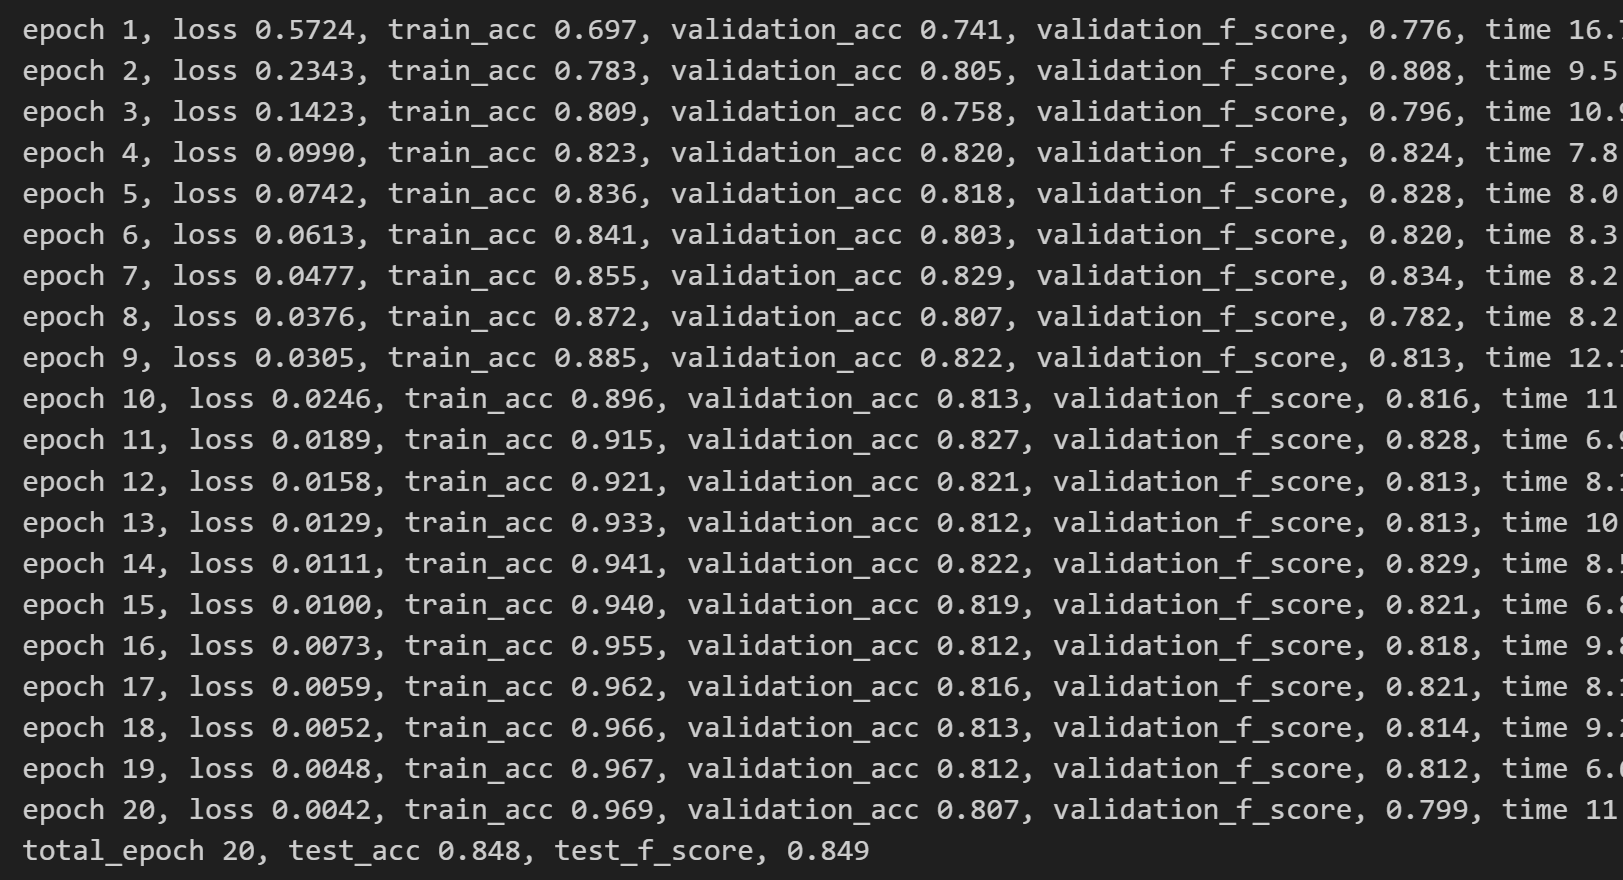 epoch 1, loss 0.5724, train_acc 0.697, validation_acc 0.741, validation_f_score, 0.776, time 16.
epoch 2, loss 0.2343, train_acc 0.783, validation_acc 0.805, validation_f_score, 0.808, time 9.5
epoch 3, loss 0.1423, train_acc 0.809, validation_acc 0.758, validation_f_score, 0.796, time 10.9
epoch 4, loss 0.0990, train_acc 0.823, validation_acc 0.820, validation_f_score, 0.824, time 7.8
epoch 5, loss 0.0742, train_acc 0.836, validation_acc 0.818, validation_f_score, 0.828, time 8.0
epoch 6, loss 0.0613, train_acc 0.841, validation_acc 0.803, validation_f_score, 0.820, time 8.3
epoch 7, loss 0.0477, train_acc 0.855, validation_acc 0.829, validation_f_score, 0.834, time 8.2
epoch 8, loss 0.0376, train_acc 0.872, validation_acc 0.807, validation_f_score, 0.782, time 8.2
epoch 9, loss 0.0305, train_acc 0.885, validation_acc 0.822, validation_f_score, 0.813, time 12.
epoch 10, loss 0.0246, train_acc 0.896, validation_acc 0.813, validation_f_score, 0.816, time 11
epoch 11, loss 0.0189, train_acc 0.915, validation_acc 0.827, validation_f_score, 0.828, time 6.9
epoch 12, loss 0.0158, train_acc 0.921, validation_acc 0.821, validation_f_score, 0.813, time 8.
epoch 13, loss 0.0129, train_acc 0.933, validation_acc 0.812, validation_f_score, 0.813, time 10
epoch 14, loss 0.0111, train_acc 0.941, validation_acc 0.822, validation_f_score, 0.829, time 8.5
epoch 15, loss 0.0100, train_acc 0.940, validation_acc 0.819, validation_f_score, 0.821, time 6.8
epoch 16, loss 0.0073, train_acc 0.955, validation_acc 0.812, validation_f_score, 0.818, time 9.8
epoch 17, loss 0.0059, train_acc 0.962, validation_acc 0.816, validation_f_score, 0.821, time 8.
epoch 18, loss 0.0052, train_acc 0.966, validation_acc 0.813, validation_f_score, 0.814, time 9.
epoch 19, loss 0.0048, train_acc 0.967, validation_acc 0.812, validation_f_score, 0.812, time 6.
epoch 20, loss 0.0042, train_acc 0.969, validation_acc 0.807, validation_f_score, 0.799, time 11
total_epoch 20, test_acc 0.848, test_f_score, 0.849